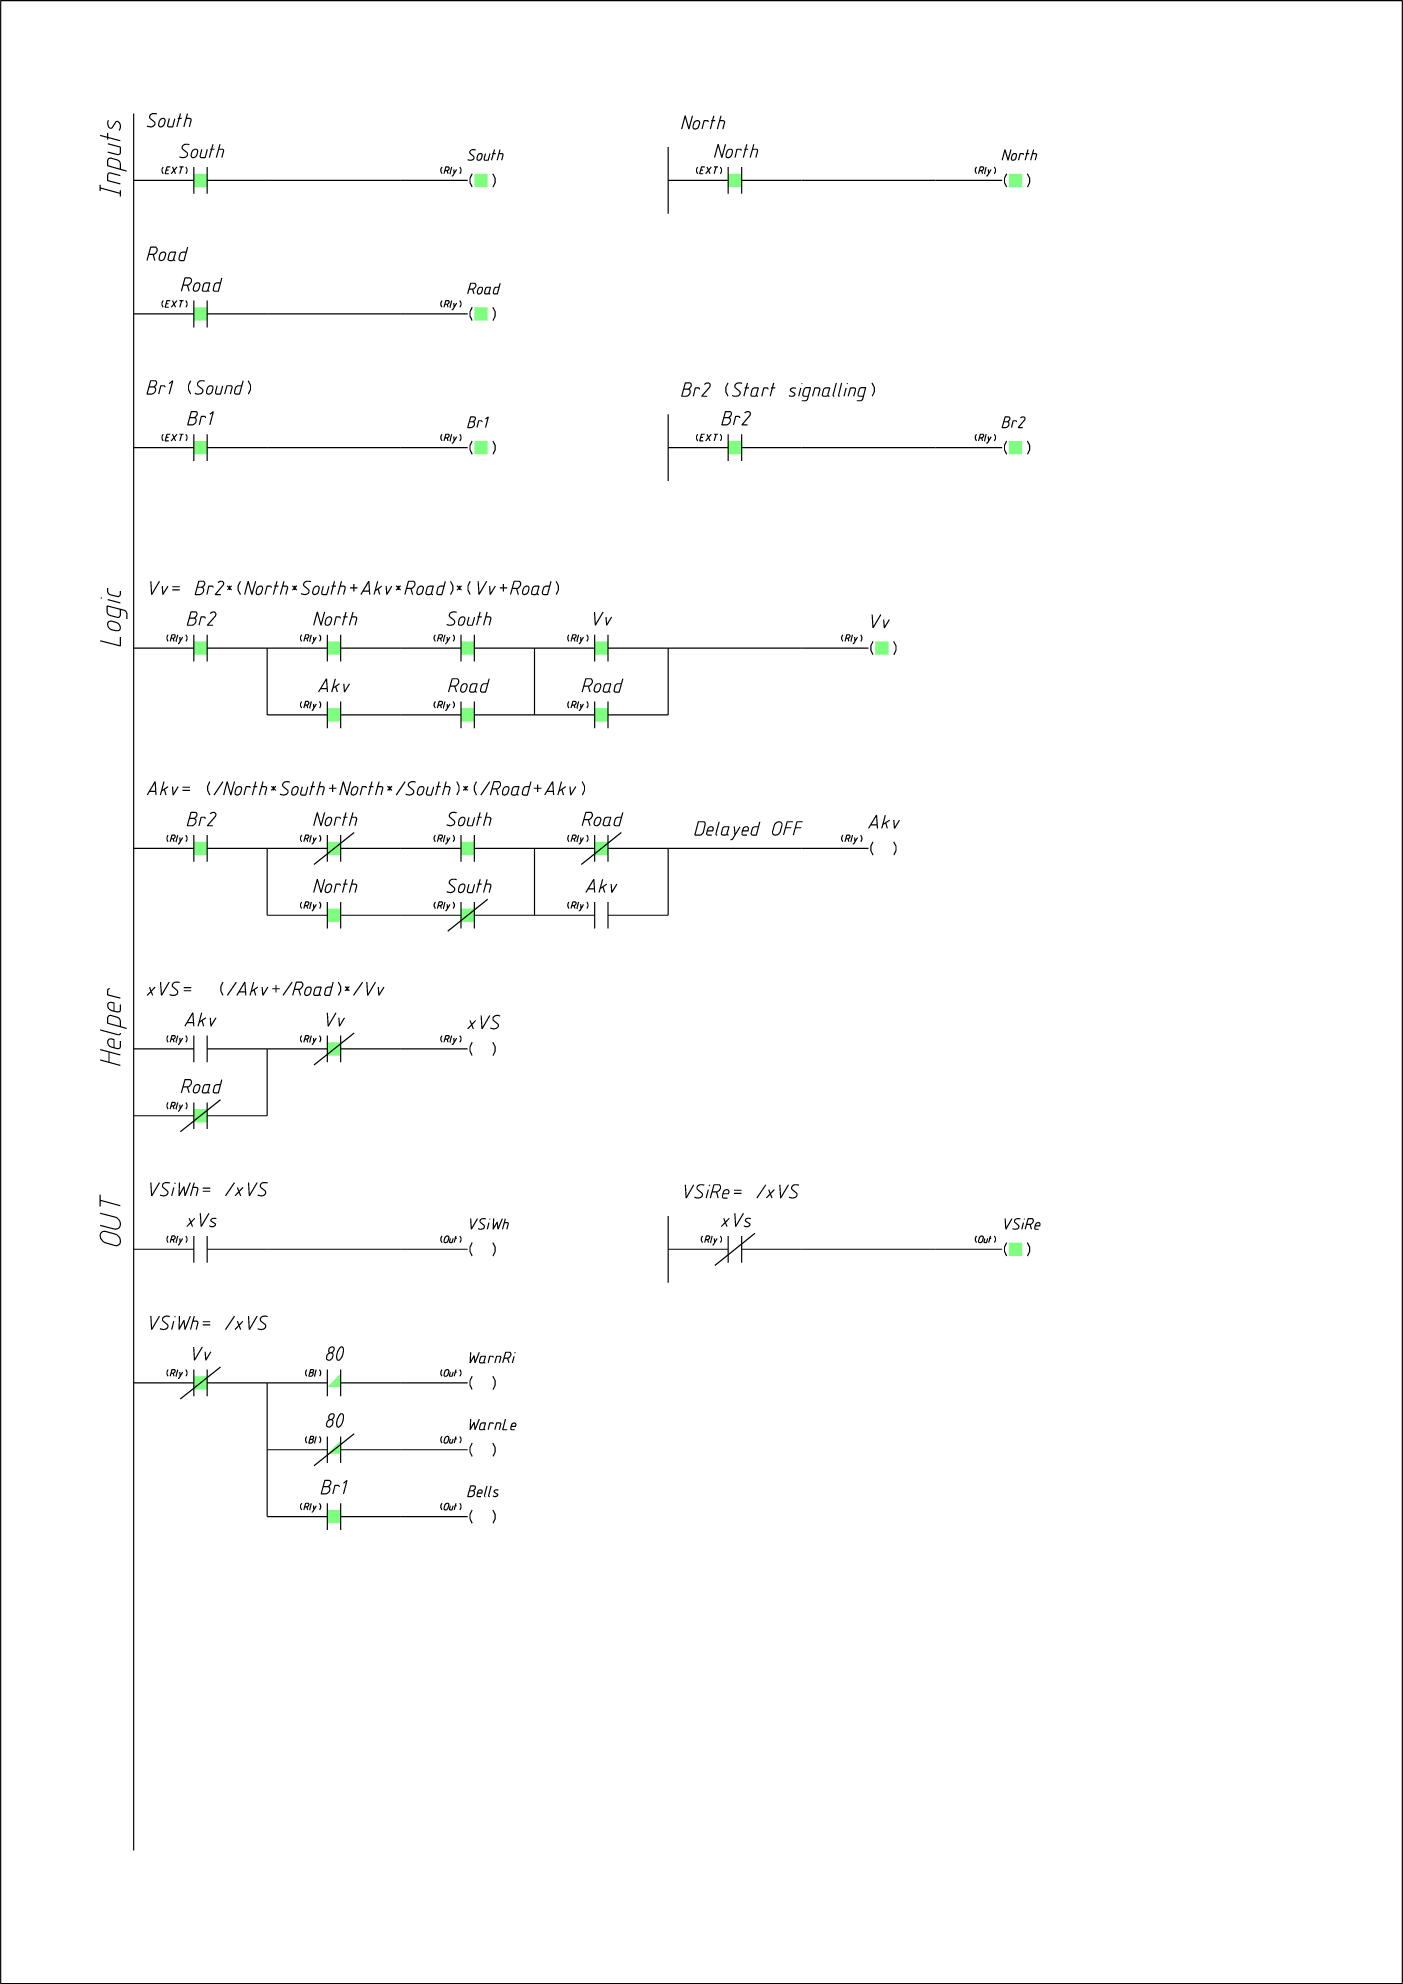 Inputs
South
North
South
South
North
North
(EXT)
(Rly)
(EXT)
(Rly)
Road
Road
Road
(EXT)
(Rly)
Br1 (Sound)
Br2 (Start signalling)
Br1
Br1
Br2
Br2
(EXT)
(Rly)
(EXT)
(Rly)
Logic
Vv= Br2*(North*South+Akv*Road)*(Vv+Road)
Br2
North
South
Vv
Vv
(Rly)
(Rly)
(Rly)
(Rly)
(Rly)
Akv
Road
Road
(Rly)
(Rly)
(Rly)
Akv= (/North*South+North*/South)*(/Road+Akv)
Br2
North
South
Road
Delayed OFF
Akv
(Rly)
(Rly)
(Rly)
(Rly)
(Rly)
North
South
Akv
(Rly)
(Rly)
(Rly)
Helper
xVS= (/Akv+/Road)*/Vv
Akv
Vv
xVS
(Rly)
(Rly)
(Rly)
Road
(Rly)
OUT
VSiWh= /xVS
VSiRe= /xVS
xVs
VSiWh
xVs
VSiRe
(Rly)
(Out)
(Rly)
(Out)
VSiWh= /xVS
Vv
80
WarnRi
(Rly)
(Bl)
(Out)
80
WarnLe
(Bl)
(Out)
Br1
Bells
(Rly)
(Out)